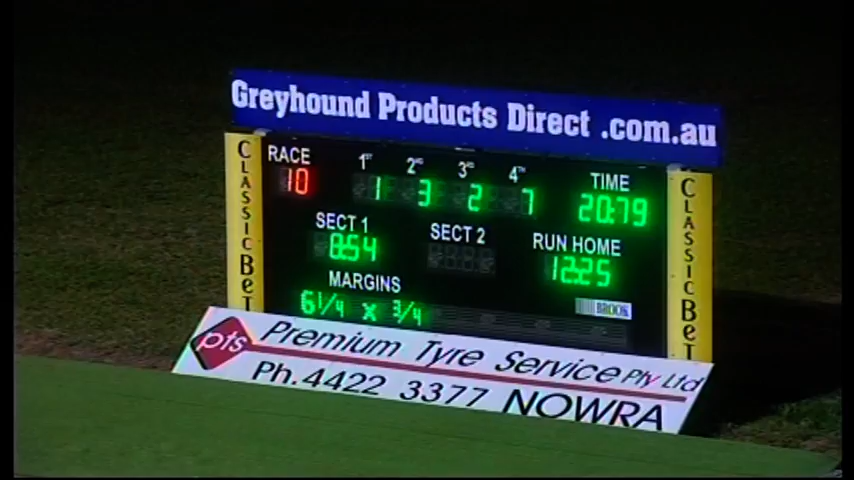 Greyhound Products Direct .com.au
CLASSICBET
RACE 1ST 2ND 3RD 4TH TIME
10 1 3 2 7 20:79
SECT 1 SECT 2 RUN HOME
8:54 12:25
MARGINS
6 1/4 x 3/4
BROOK
CLASSICBET
pts Premium Tyre Service Pty Ltd
Ph. 4422 3377 NOWRA